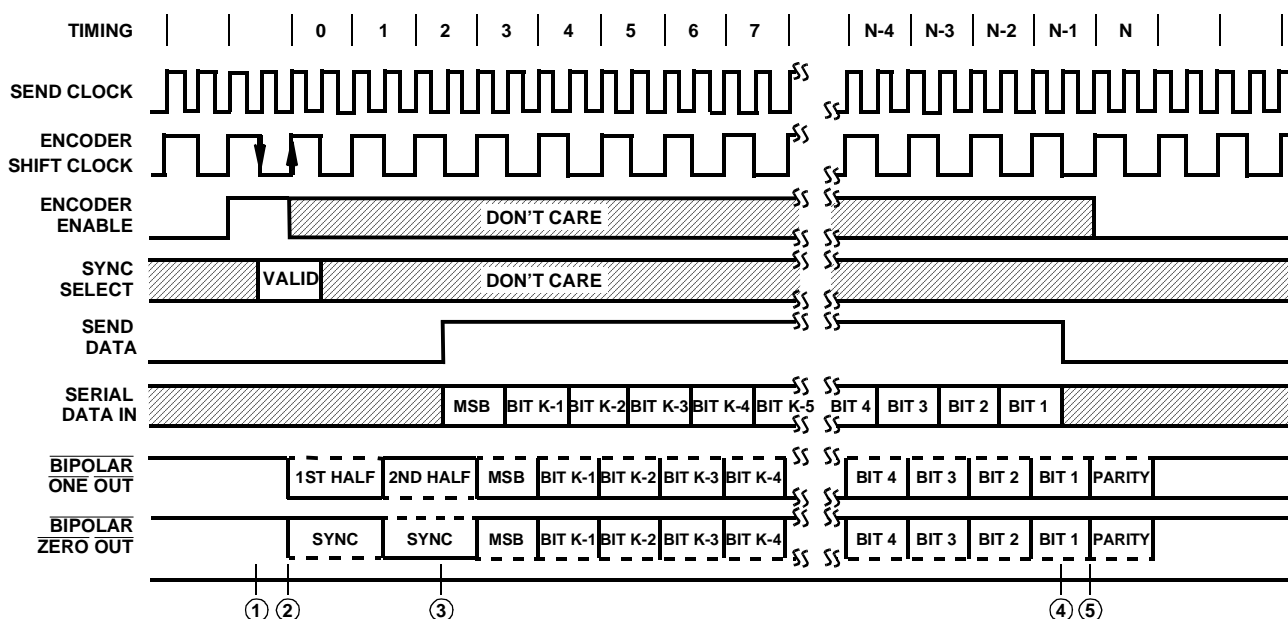 TIMING 0 1 2 3 4 5 6 7 N-4 N-3 N-2 N-1 N
SEND CLOCK
ENCODER
SHIFT CLOCK
ENCODER
ENABLE
DON'T CARE
SYNC
SELECT
VALID
DON'T CARE
SEND
DATA
SERIAL
DATA IN
MSB BIT K-1 BIT K-2 BIT K-3 BIT K-4 BIT K-5 BIT 4 BIT 3 BIT 2 BIT 1
BIPOLAR
ONE OUT
1ST HALF 2ND HALF MSB BIT K-1 BIT K-2 BIT K-3 BIT K-4 BIT 4 BIT 3 BIT 2 BIT 1 PARITY
BIPOLAR
ZERO OUT
SYNC SYNC MSB BIT K-1 BIT K-2 BIT K-3 BIT K-4 BIT 4 BIT 3 BIT 2 BIT 1 PARITY
1 2 3 4 5